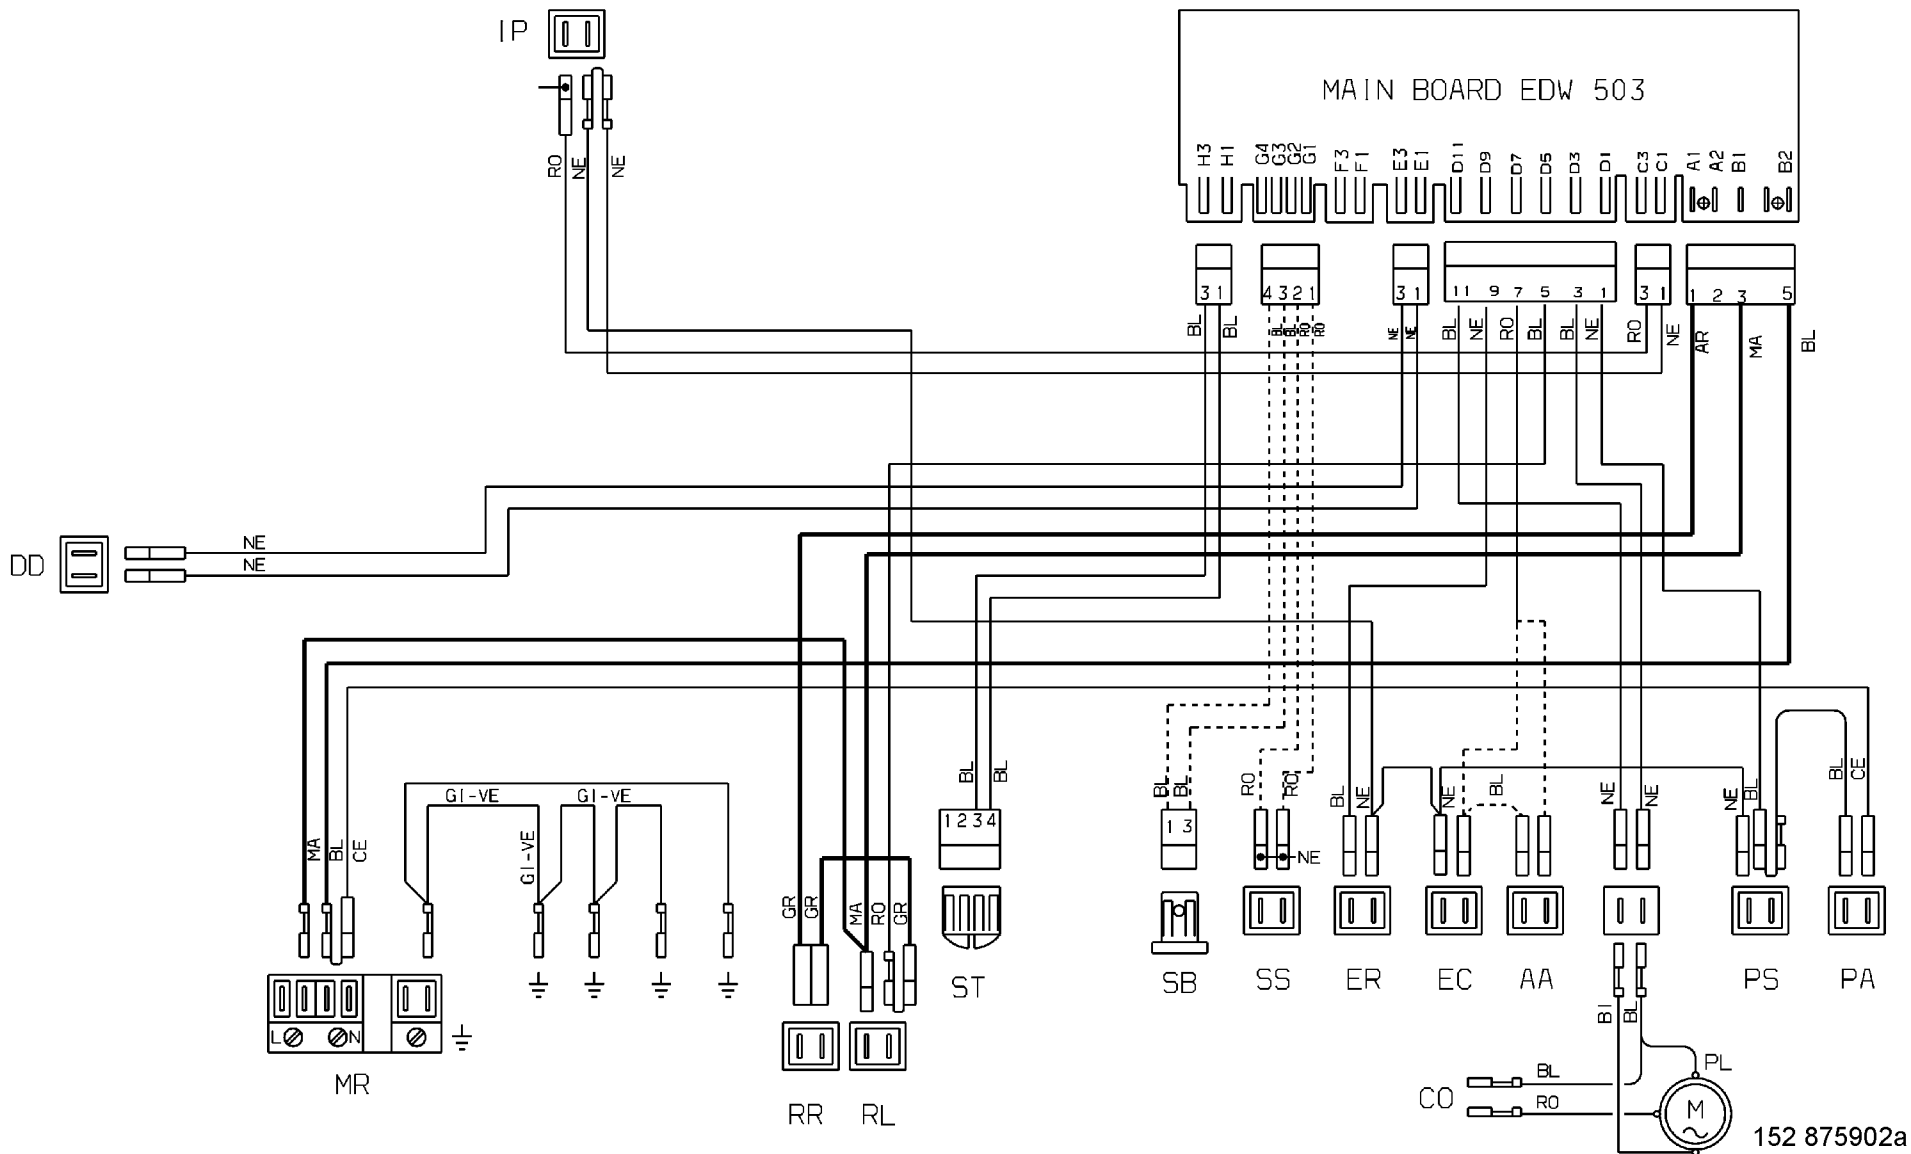 IP
MAIN BOARD EDW 503
H3 H1 G4 G3 G2 G1 F3 F1 E3 E1 D11 D9 D7 D5 D3 D1 C3 C1 A1 A2 B1 B2
RO NE NE
3 1 4 3 2 1 3 1 11 9 7 5 3 1 3 1 1 2 3 5
BL BL BL BL RO RO NE NE BL NE RO BL BL NE RO NE AR MA BL
DD
NE
NE
GI-VE GI-VE
GI-VE
MA BL CE
BL BL
BL BL RO RO BL NE NE BL NE NE NE BL BL CE
1 2 3 4
1 3
NE
GR GR MA RO GR
ST SB SS ER EC AA PS PA
L N
MR
RR RL
BI BL
CO
BL
RO
PL
M
152 875902a